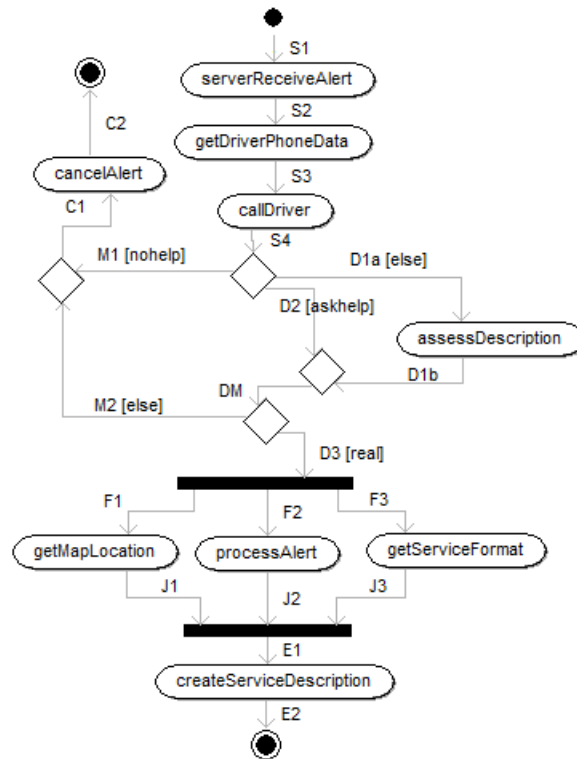 S1
serverReceiveAlert
S2
C2
getDriverPhoneData
S3
cancelAlert
C1
callDriver
S4
M1 [nohelp]
D1a [else]
D2 [askhelp]
assessDescription
D1b
DM
M2 [else]
D3 [real]
F1
F2
F3
getMapLocation
processAlert
getServiceFormat
J1
J2
J3
E1
createServiceDescription
E2